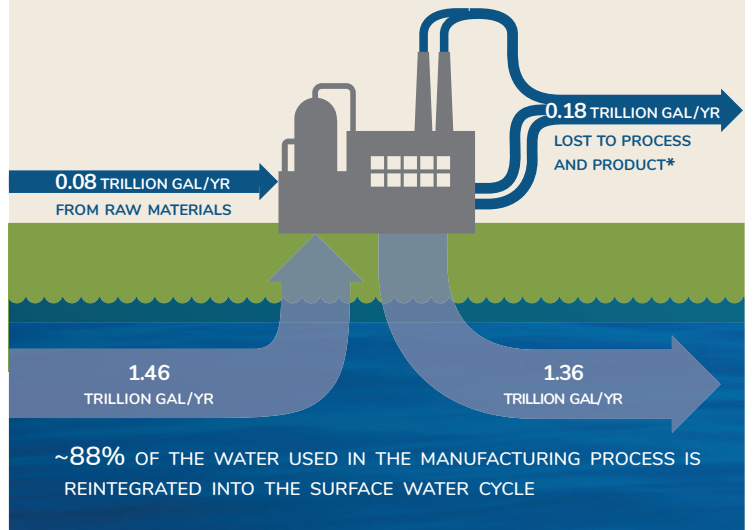 0.18 TRILLION GAL/YR
LOST TO PROCESS
AND PRODUCT*
0.08 TRILLION GAL/YR
FROM RAW MATERIALS
1.46
TRILLION GAL/YR
1.36
TRILLION GAL/YR
~88% OF THE WATER USED IN THE MANUFACTURING PROCESS IS
REINTEGRATED INTO THE SURFACE WATER CYCLE